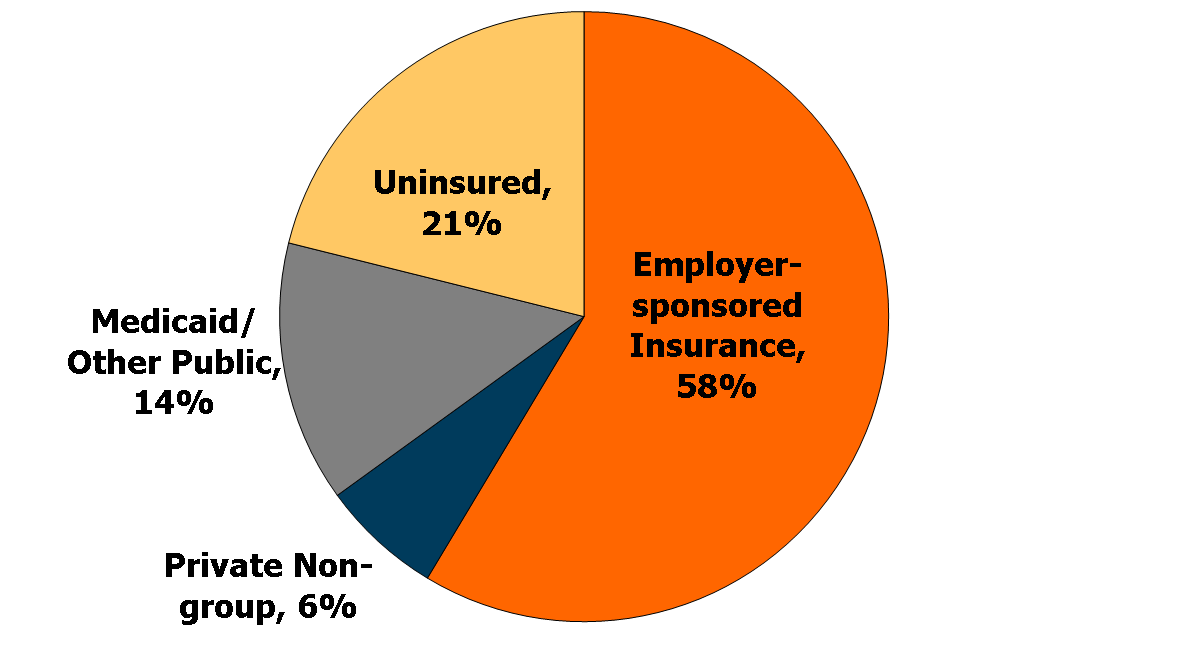 Uninsured,
21%
Employer-
sponsored
Insurance,
58%
Medicaid/
Other Public,
14%
Private Non-
group, 6%